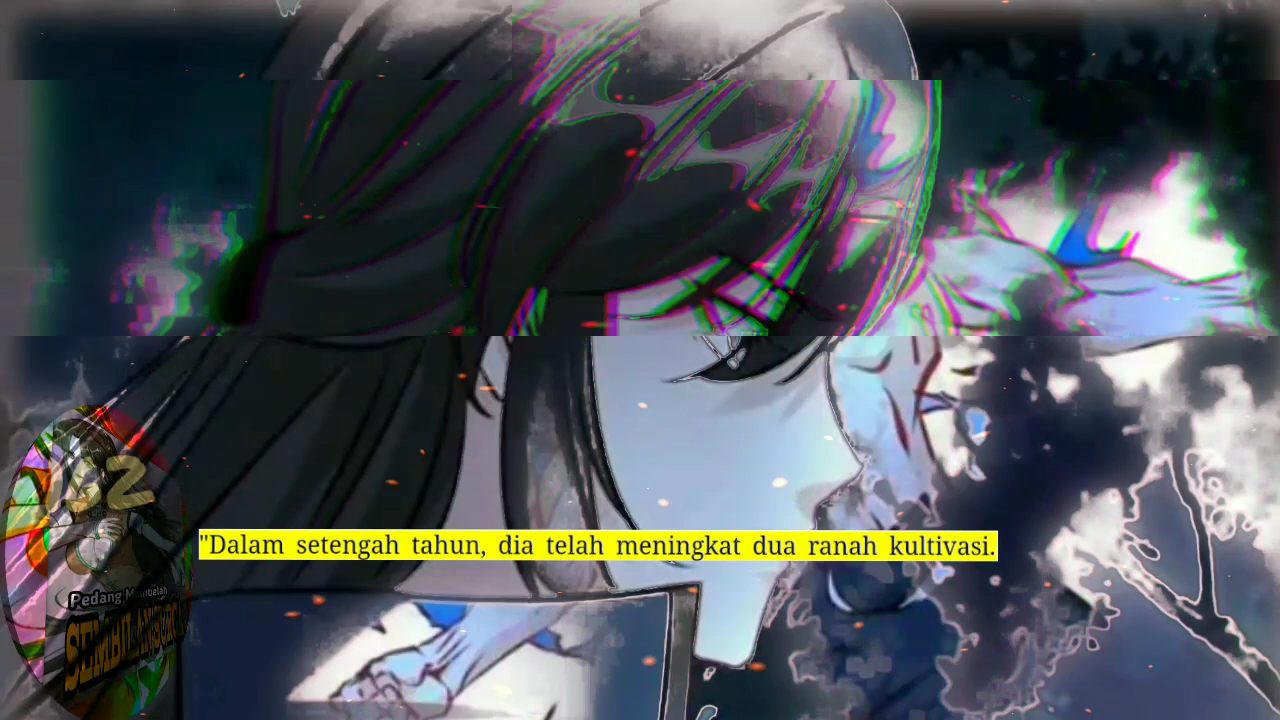 "Dalam setengah tahun, dia telah meningkat dua ranah kultivasi.
Pedang Membelah